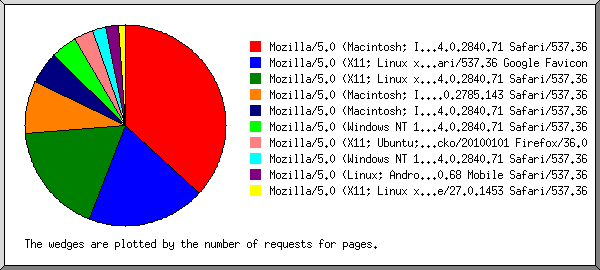 Mozilla/5.0 (Macintosh; I...4.0.2840.71 Safari/537.36
Mozilla/5.0 (X11; Linux x...ari/537.36 Google Favicon
Mozilla/5.0 (X11; Linux x...4.0.2840.71 Safari/537.36
Mozilla/5.0 (Macintosh; I....0.2785.143 Safari/537.36
Mozilla/5.0 (Macintosh; I...4.0.2840.71 Safari/537.36
Mozilla/5.0 (Windows NT 1...4.0.2840.71 Safari/537.36
Mozilla/5.0 (X11; Ubuntu;...cko/20100101 Firefox/36.0
Mozilla/5.0 (Windows NT 1...4.0.2840.71 Safari/537.36
Mozilla/5.0 (Linux; Andro...0.68 Mobile Safari/537.36
Mozilla/5.0 (X11; Linux x...e/27.0.1453 Safari/537.36
The wedges are plotted by the number of requests for pages.